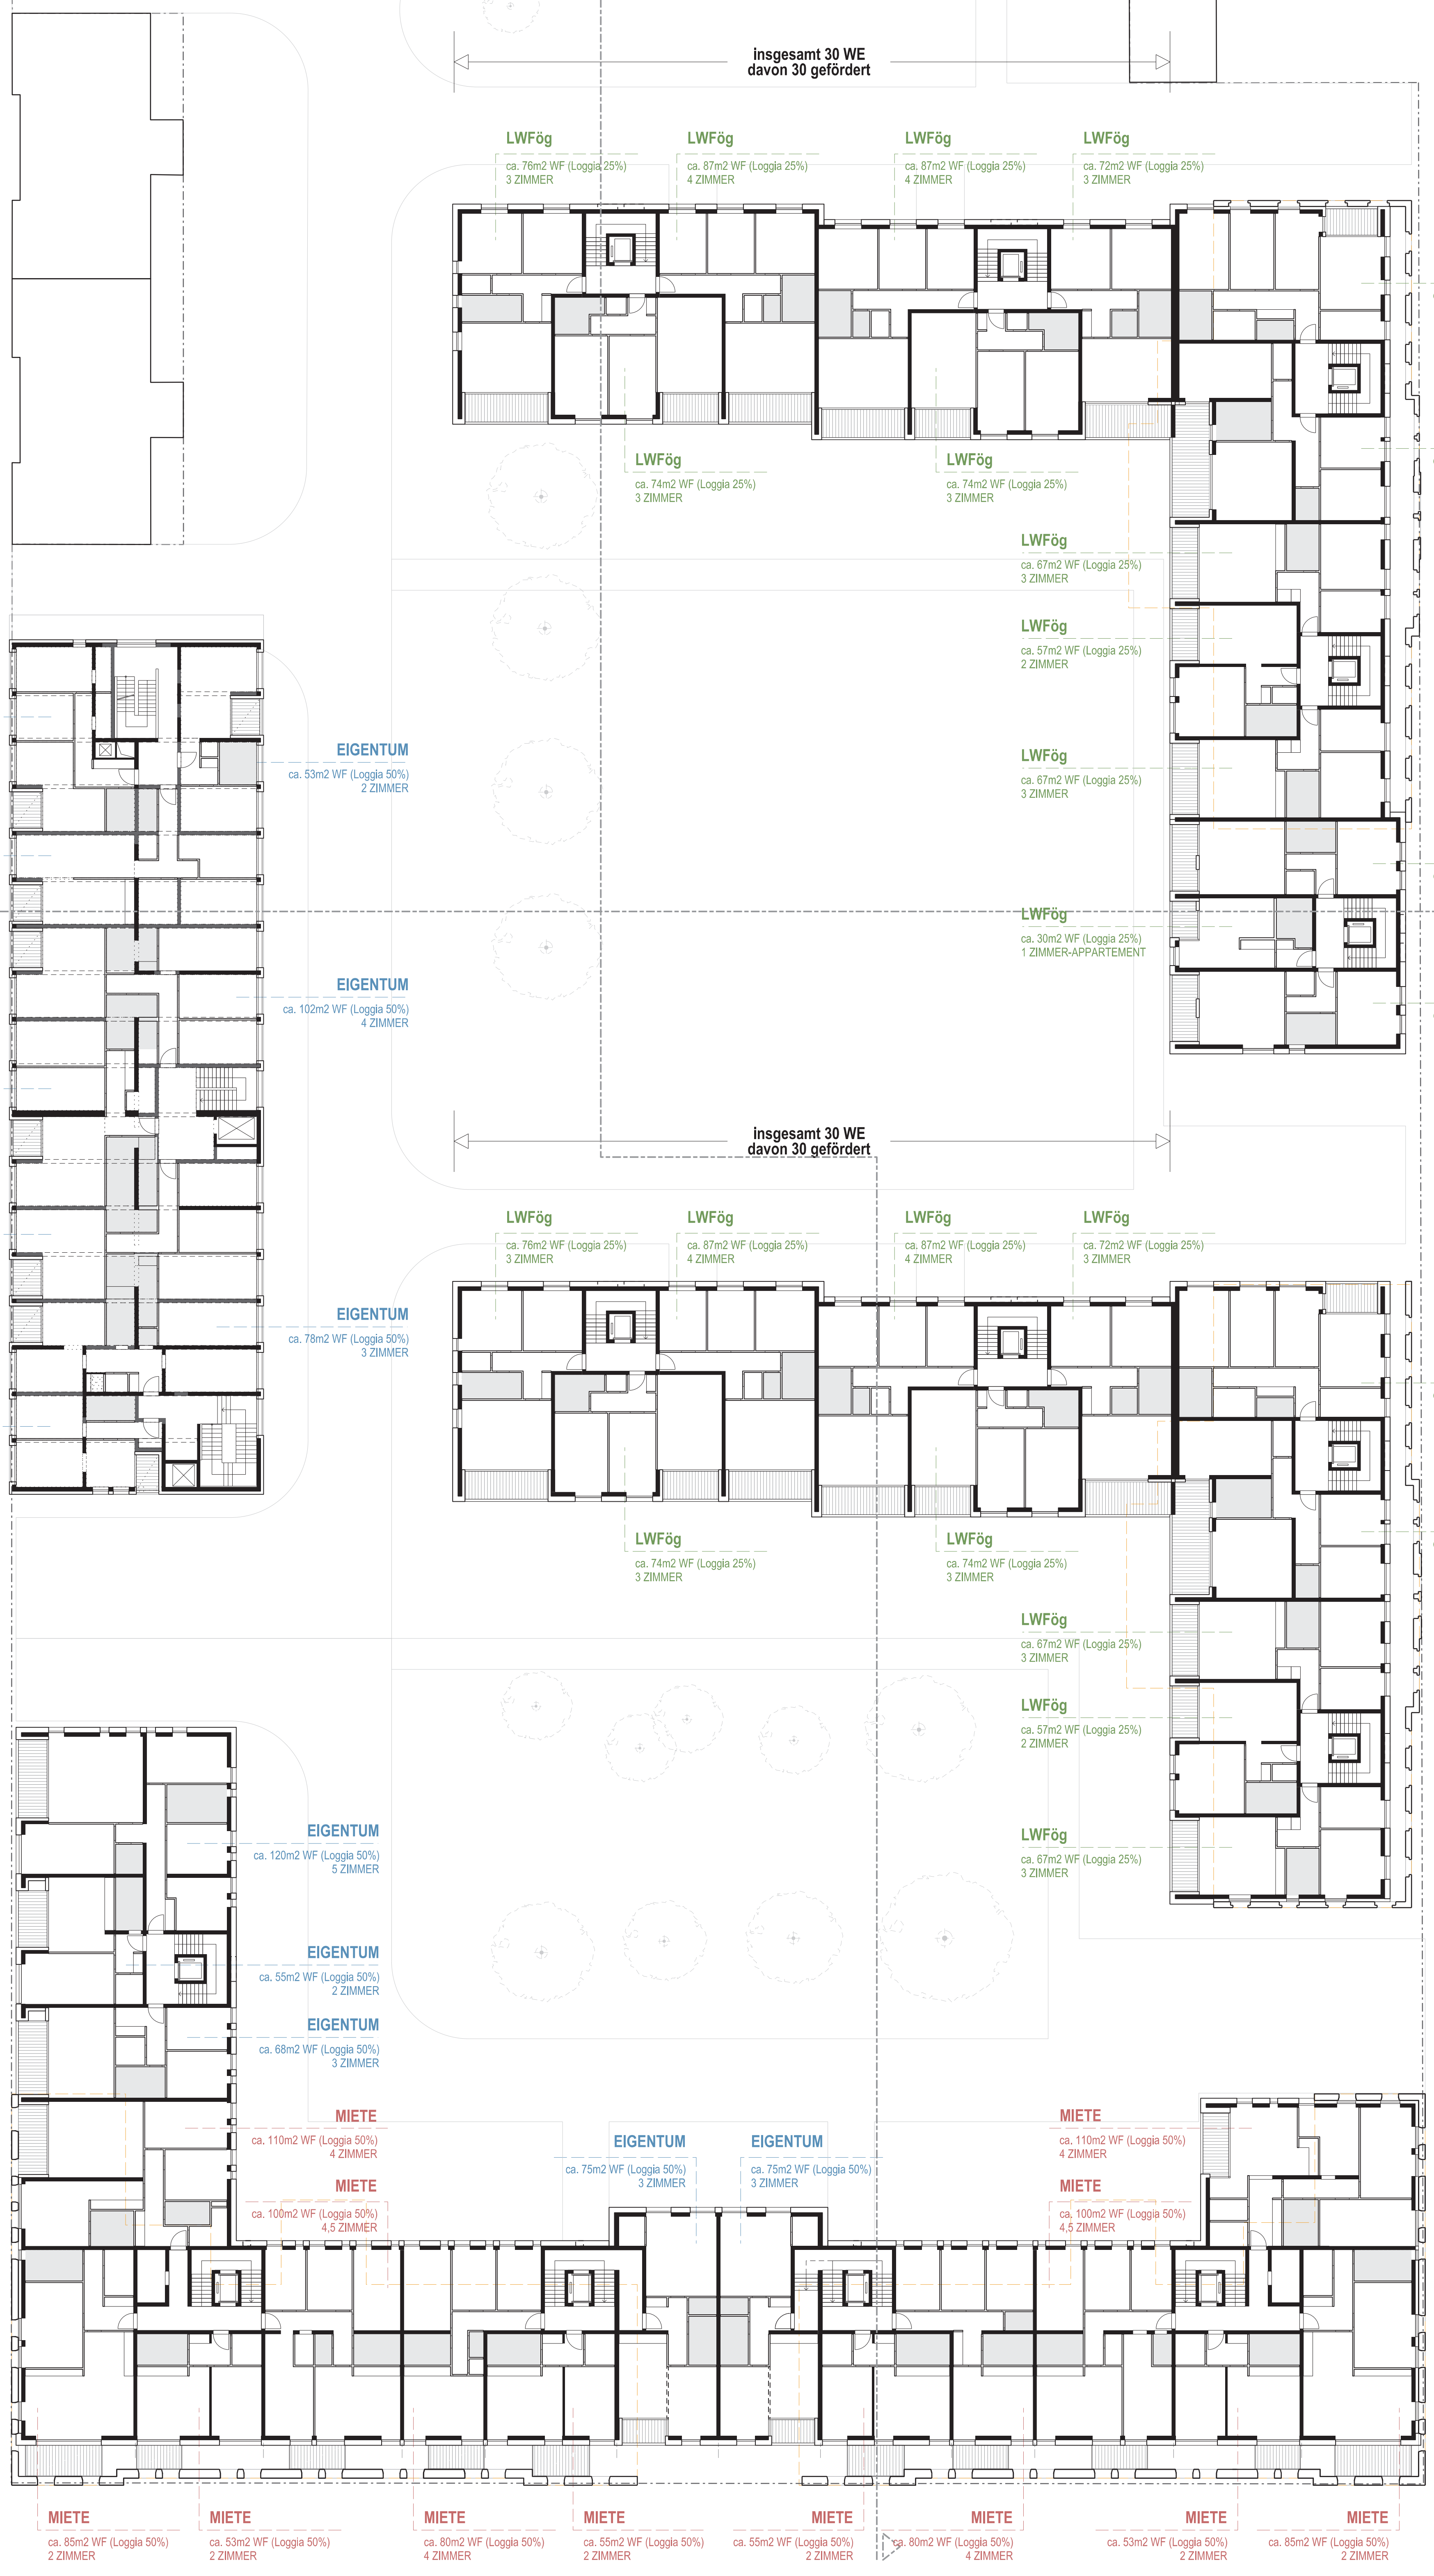 insgesamt 30 WE
davon 30 gefördert
LWFög
ca. 76m2 WF (Loggia 25%)
3 ZIMMER
LWFög
ca. 87m2 WF (Loggia 25%)
4 ZIMMER
LWFög
ca. 87m2 WF (Loggia 25%)
4 ZIMMER
LWFög
ca. 72m2 WF (Loggia 25%)
3 ZIMMER
LWFög
ca. 74m2 WF (Loggia 25%)
3 ZIMMER
LWFög
ca. 74m2 WF (Loggia 25%)
3 ZIMMER
LWFög
ca. 67m2 WF (Loggia 25%)
3 ZIMMER
LWFög
ca. 57m2 WF (Loggia 25%)
2 ZIMMER
EIGENTUM
ca. 53m2 WF (Loggia 50%)
2 ZIMMER
LWFög
ca. 67m2 WF (Loggia 25%)
3 ZIMMER
LWFög
ca. 30m2 WF (Loggia 25%)
1 ZIMMER-APPARTEMENT
EIGENTUM
ca. 102m2 WF (Loggia 50%)
4 ZIMMER
insgesamt 30 WE
davon 30 gefördert
LWFög
ca. 76m2 WF (Loggia 25%)
3 ZIMMER
LWFög
ca. 87m2 WF (Loggia 25%)
4 ZIMMER
LWFög
ca. 87m2 WF (Loggia 25%)
4 ZIMMER
LWFög
ca. 72m2 WF (Loggia 25%)
3 ZIMMER
EIGENTUM
ca. 78m2 WF (Loggia 50%)
3 ZIMMER
LWFög
ca. 74m2 WF (Loggia 25%)
3 ZIMMER
LWFög
ca. 74m2 WF (Loggia 25%)
3 ZIMMER
LWFög
ca. 67m2 WF (Loggia 25%)
3 ZIMMER
LWFög
ca. 57m2 WF (Loggia 25%)
2 ZIMMER
EIGENTUM
ca. 120m2 WF (Loggia 50%)
5 ZIMMER
LWFög
ca. 67m2 WF (Loggia 25%)
3 ZIMMER
EIGENTUM
ca. 55m2 WF (Loggia 50%)
2 ZIMMER
EIGENTUM
ca. 68m2 WF (Loggia 50%)
3 ZIMMER
MIETE
ca. 110m2 WF (Loggia 50%)
4 ZIMMER
MIETE
ca. 110m2 WF (Loggia 50%)
4 ZIMMER
EIGENTUM
ca. 75m2 WF (Loggia 50%)
3 ZIMMER
EIGENTUM
ca. 75m2 WF (Loggia 50%)
3 ZIMMER
MIETE
ca. 100m2 WF (Loggia 50%)
4,5 ZIMMER
MIETE
ca. 100m2 WF (Loggia 50%)
4,5 ZIMMER
MIETE
ca. 85m2 WF (Loggia 50%)
2 ZIMMER
MIETE
ca. 53m2 WF (Loggia 50%)
2 ZIMMER
MIETE
ca. 80m2 WF (Loggia 50%)
4 ZIMMER
MIETE
ca. 55m2 WF (Loggia 50%)
2 ZIMMER
MIETE
ca. 55m2 WF (Loggia 50%)
2 ZIMMER
MIETE
ca. 80m2 WF (Loggia 50%)
4 ZIMMER
MIETE
ca. 53m2 WF (Loggia 50%)
2 ZIMMER
MIETE
ca. 85m2 WF (Loggia 50%)
2 ZIMMER